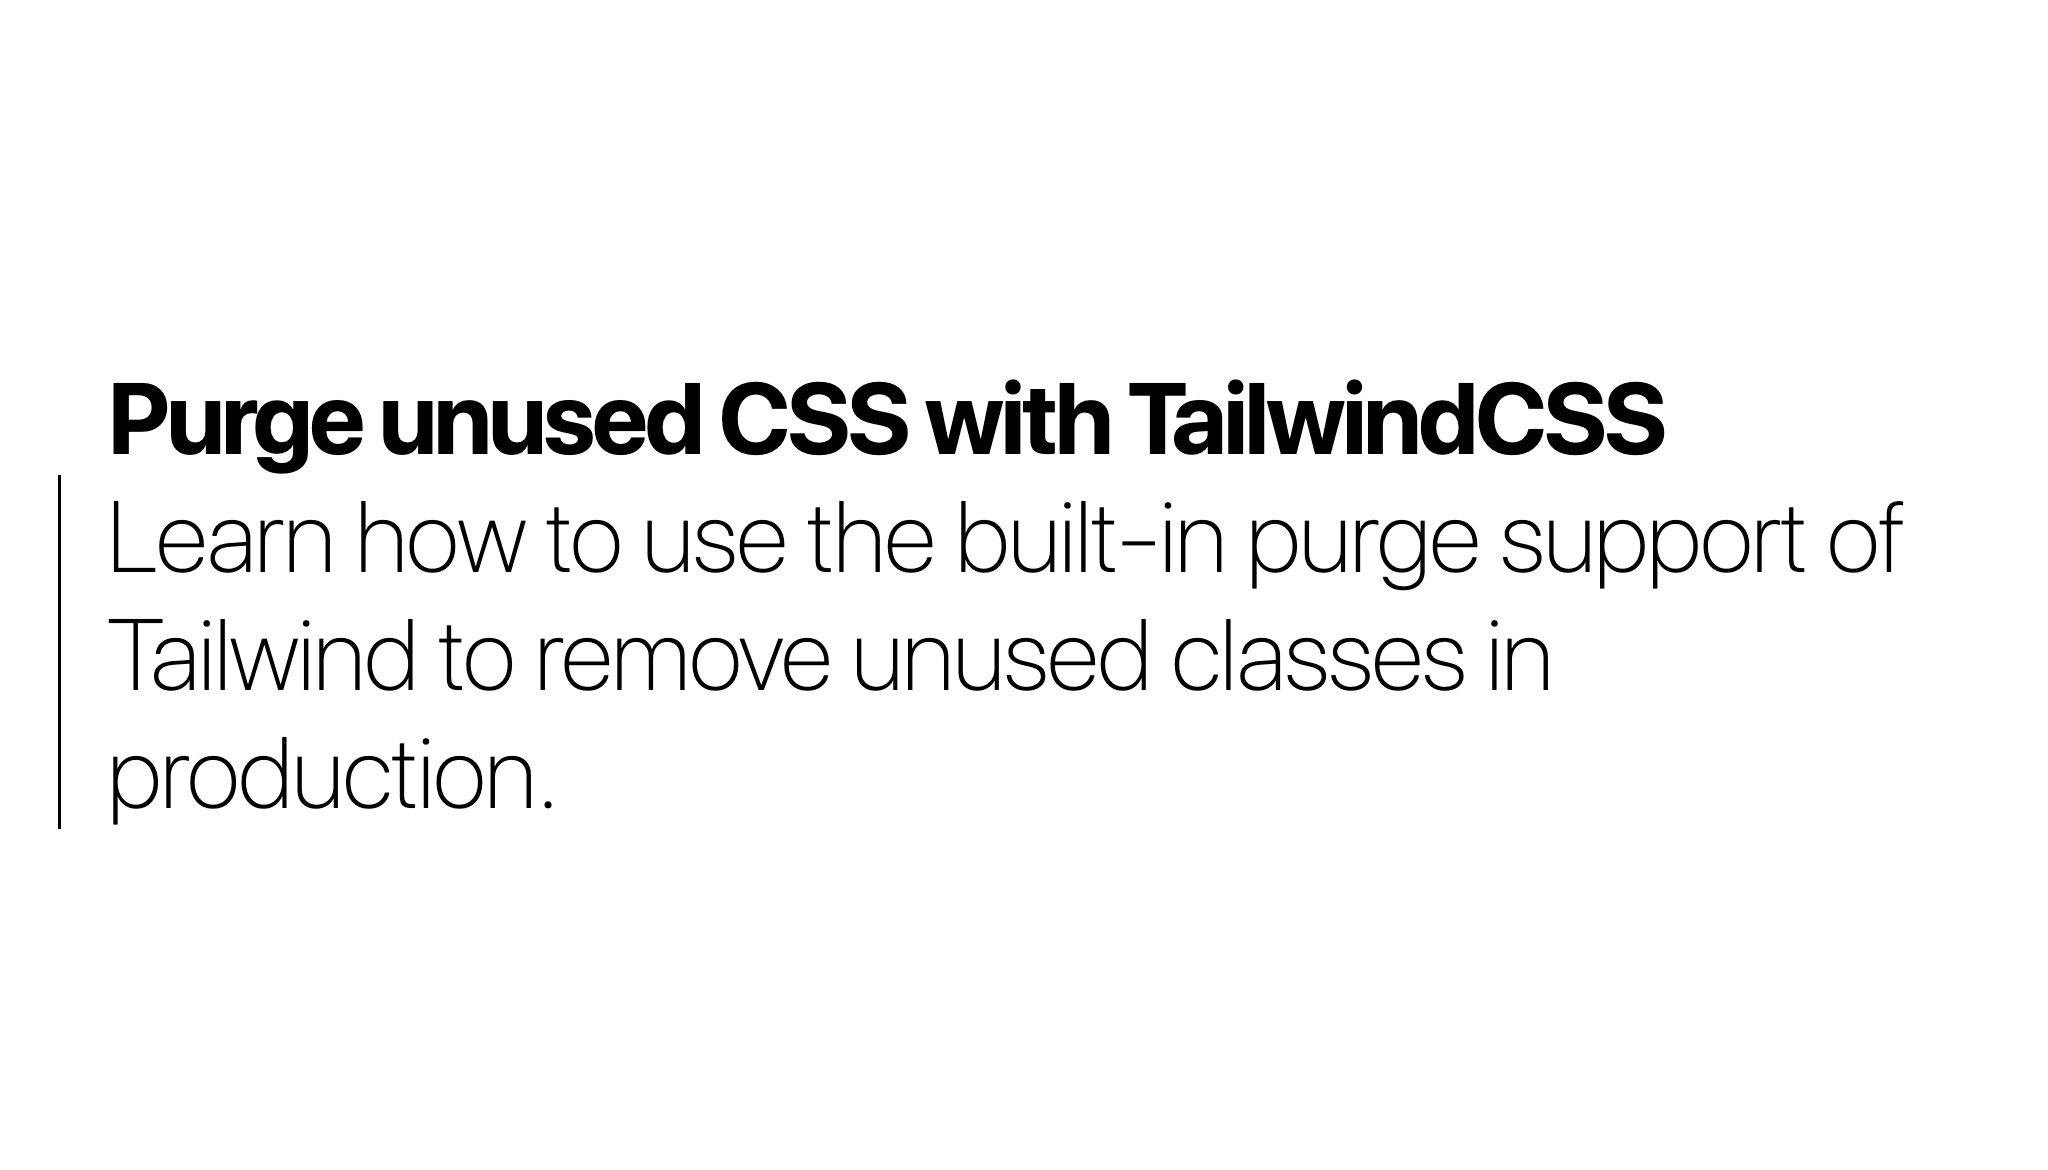 Purge unused CSS with TailwindCSS
Learn how to use the built-in purge support of
Tailwind to remove unused classes in
production.